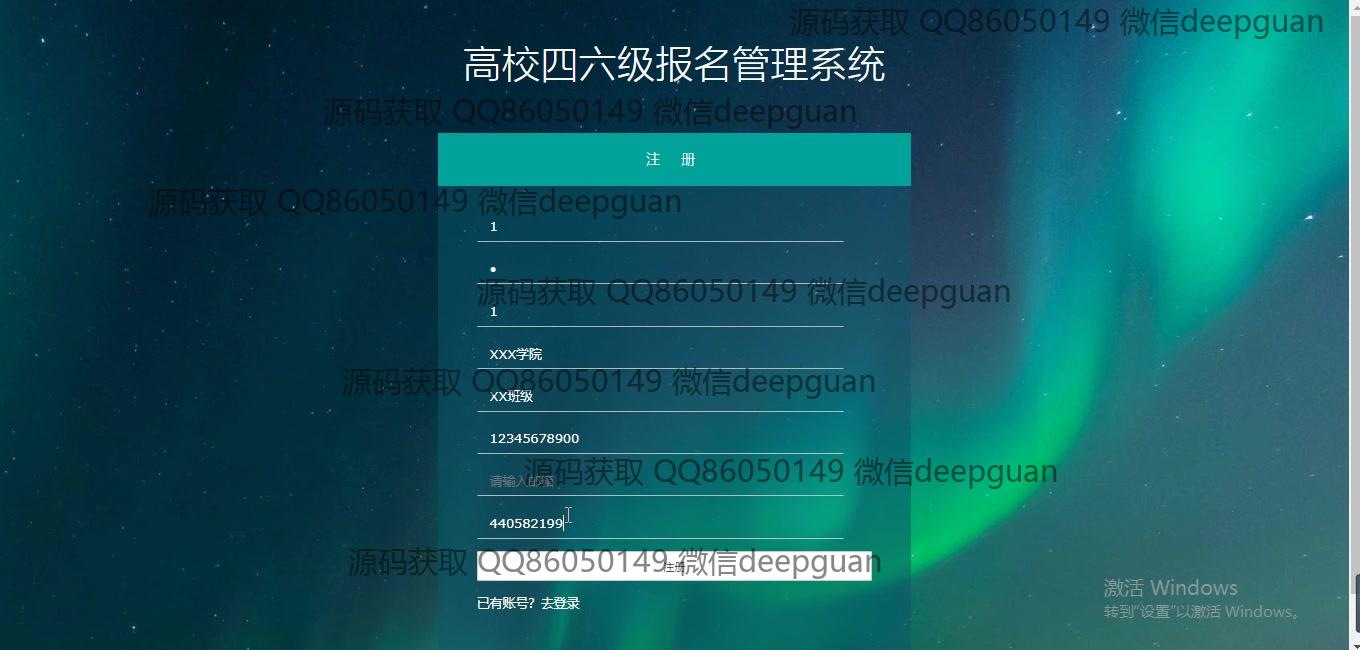 源码获取 QQ86050149 微信deepguan
高校四六级报名管理系统
源码获取 QQ86050149 微信deepguan
注 册
源码获取 QQ86050149 微信deepguan
1
•
源码获取 QQ86050149 微信deepguan
1
XXX学院
源码获取 QQ86050149 微信deepguan
XX班级
12345678900
源码获取 QQ86050149 微信deepguan
请输入邮箱
440582199
源码获取 QQ86050149 微信deepguan
注册
激活 Windows
转到"设置"以激活 Windows。
已有账号？去登录